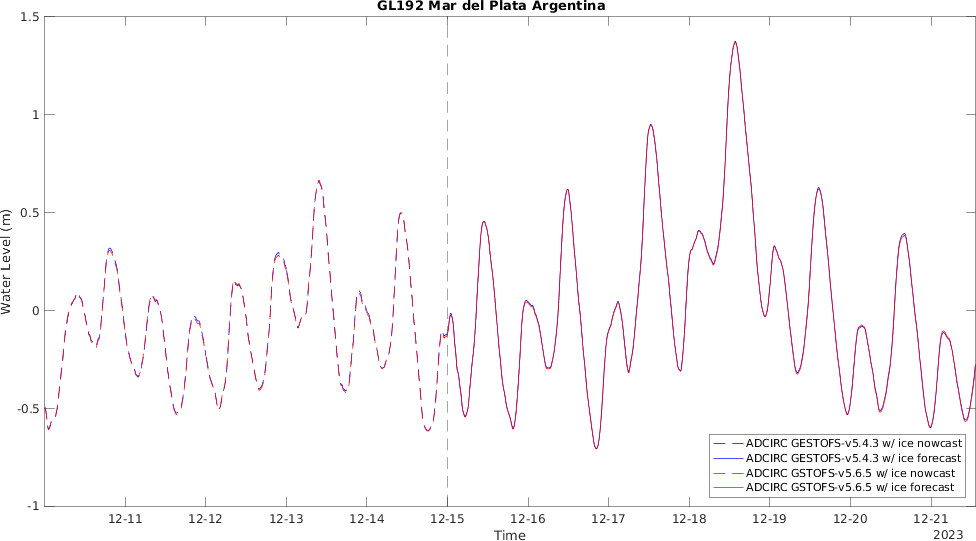 GL192 Mar del Plata Argentina
1.5
1
0.5
0
-0.5
-1
Water Level (m)
12-11 12-12 12-13 12-14 12-15 12-16 12-17 12-18 12-19 12-20 12-21
2023
Time
ADCIRC GESTOFS-v5.4.3 w/ ice nowcast
ADCIRC GESTOFS-v5.4.3 w/ ice forecast
ADCIRC GSTOFS-v5.6.5 w/ ice nowcast
ADCIRC GSTOFS-v5.6.5 w/ ice forecast